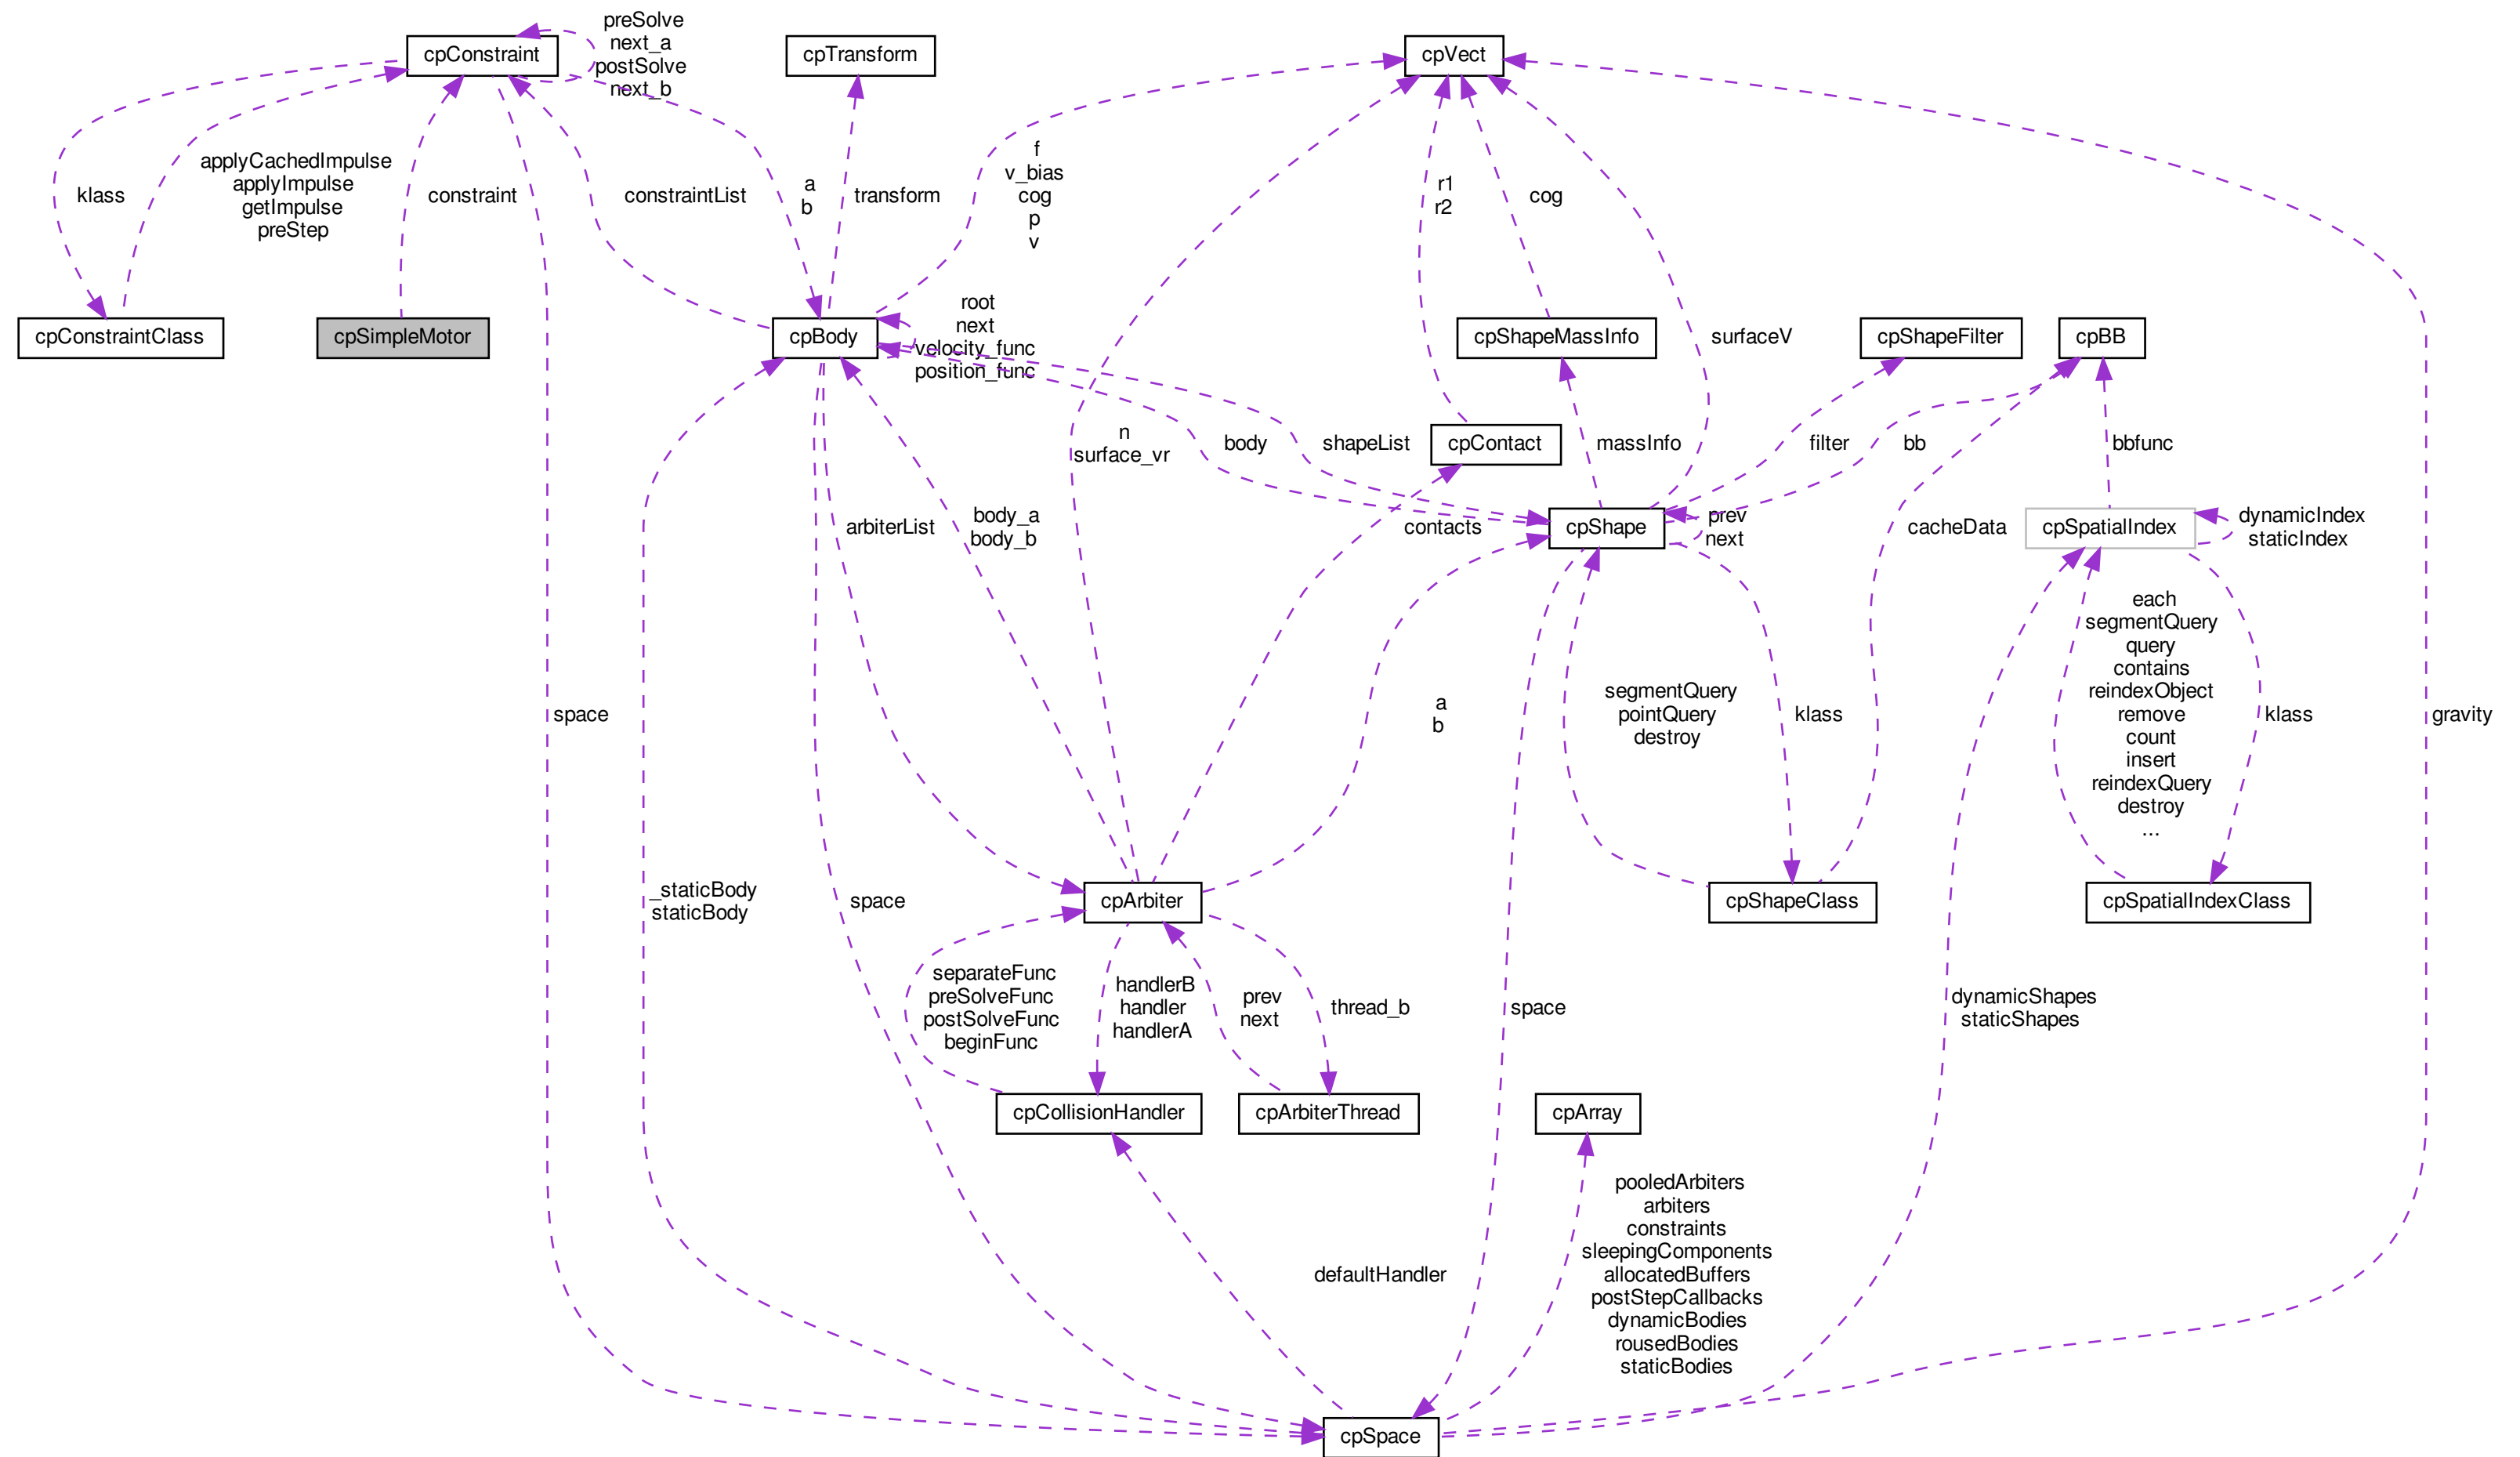 preSolve
next_a
postSolve
next_b
cpConstraint
cpTransform
cpVect
klass
applyCachedImpulse
applyImpulse
getImpulse
preStep
constraint
constraintList
a
b
transform
f
v_bias
cog
p
v
r1
r2
cog
surfaceV
cpConstraintClass
cpSimpleMotor
cpBody
root
next
velocity_func
position_func
cpShapeMassInfo
cpShapeFilter
cpBB
n
surface_vr
body
shapeList
cpContact
massInfo
filter
bb
bbfunc
arbiterList
body_a
body_b
contacts
cpShape
prev
next
cacheData
cpSpatialIndex
dynamicIndex
staticIndex
space
a
b
segmentQuery
pointQuery
destroy
klass
each
segmentQuery
query
contains
reindexObject
remove
count
insert
reindexQuery
destroy
...
klass
gravity
_staticBody
staticBody
space
cpArbiter
cpShapeClass
cpSpatialIndexClass
separateFunc
preSolveFunc
postSolveFunc
beginFunc
handlerB
handler
handlerA
prev
next
thread_b
space
dynamicShapes
staticShapes
cpCollisionHandler
cpArbiterThread
cpArray
defaultHandler
pooledArbiters
arbiters
constraints
sleepingComponents
allocatedBuffers
postStepCallbacks
dynamicBodies
rousedBodies
staticBodies
cpSpace